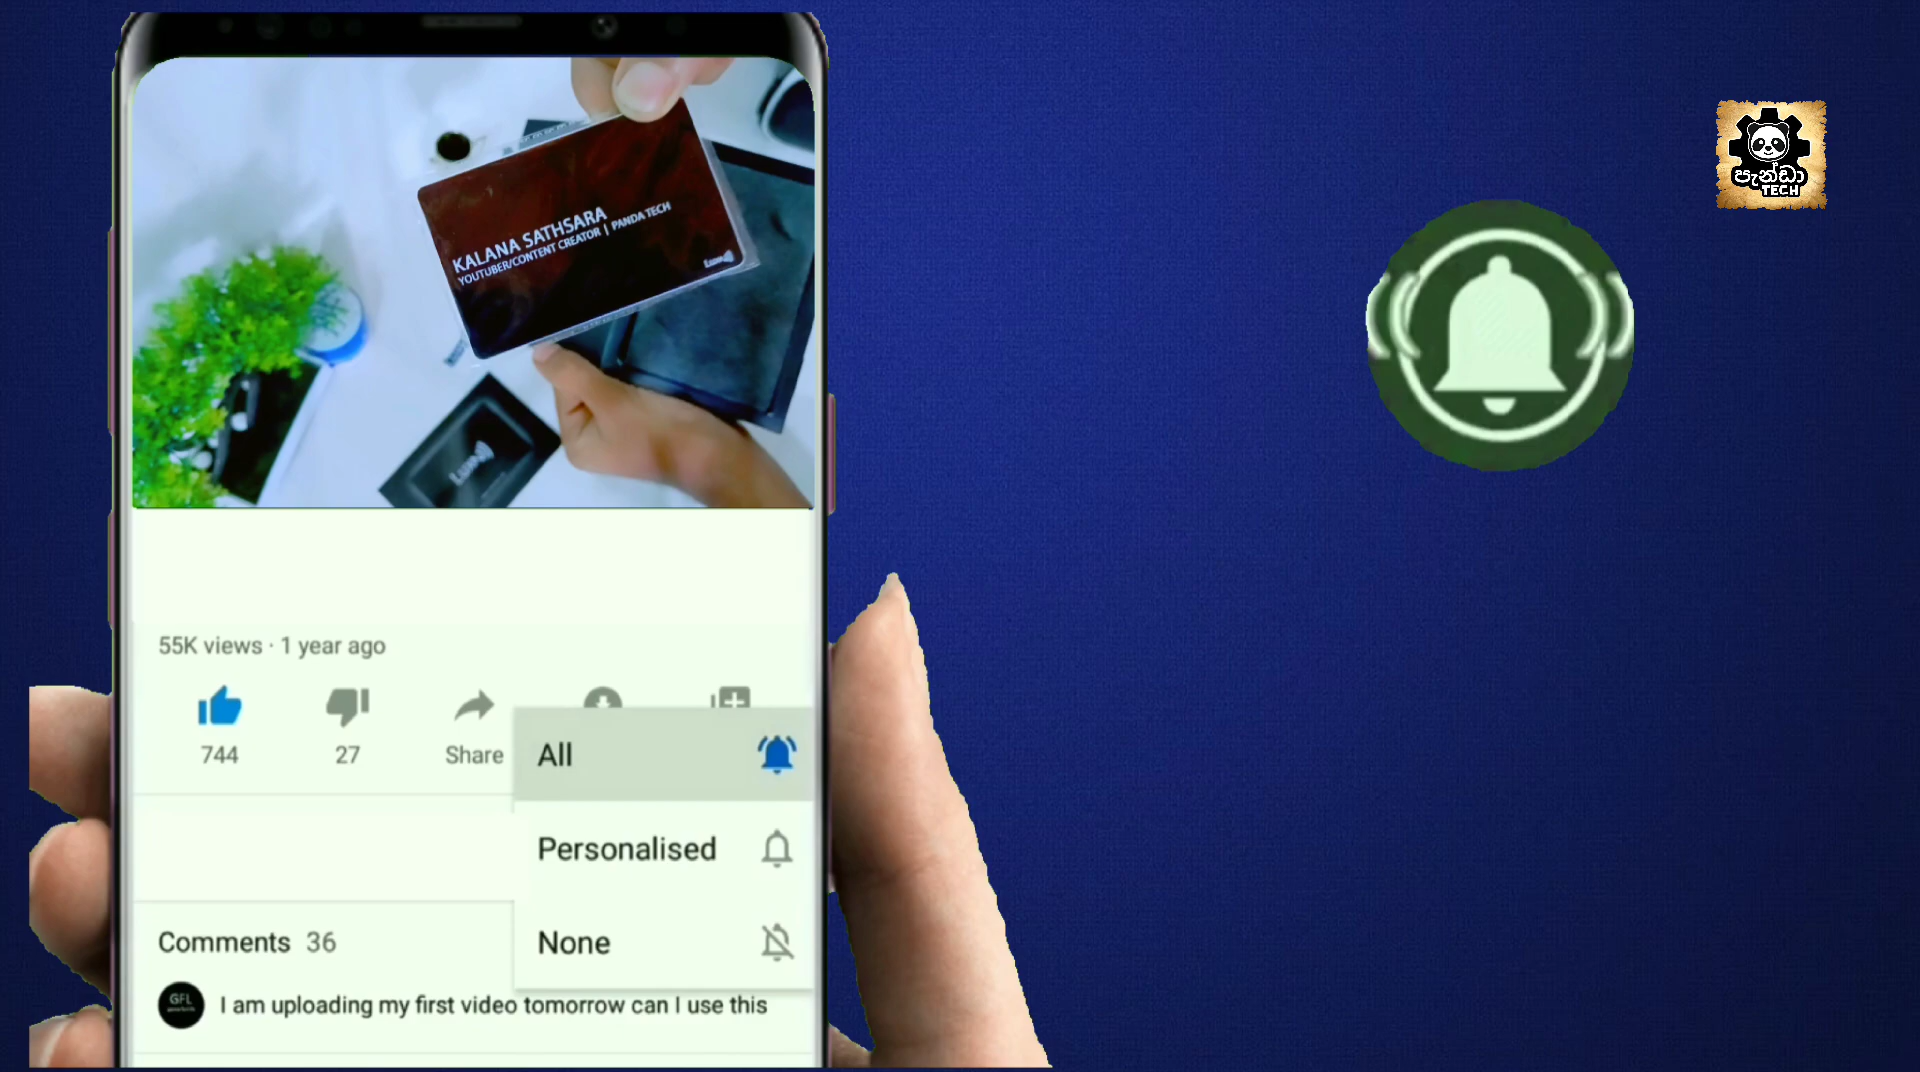 KALANA SATHSARA
YOUTUBER/CONTENT CREATOR | PANDA TECH
පැන්ඩා
TECH
55K views · 1 year ago
744
27
Share
All
Personalised
None
Comments 36
GFL
I am uploading my first video tomorrow can I use this